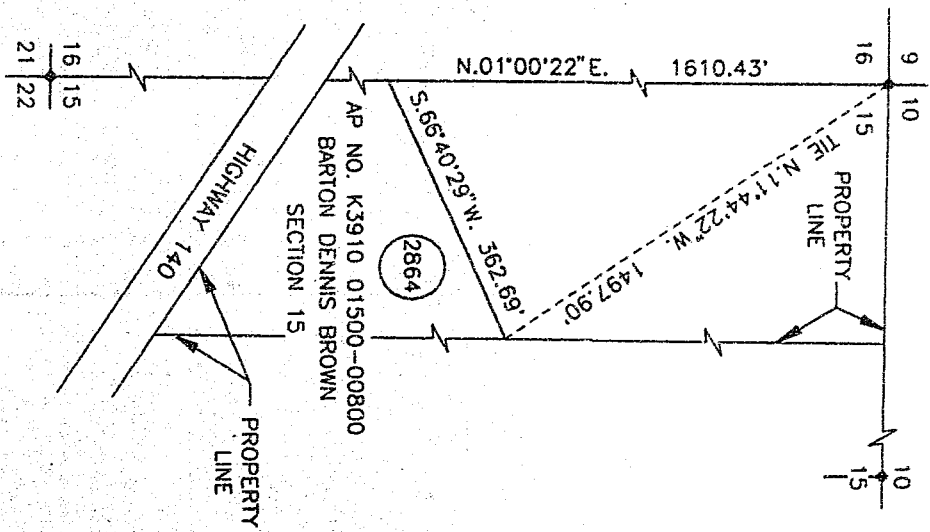 9
10
16
15
N.01°00'22"E. 1610.43'
TIE N.11°44'22"W. 1497.90'
PROPERTY
LINE
10
15
S.66°40'29"W. 362.69'
2864
AP NO. K3910 01500-00800
BARTON DENNIS BROWN
SECTION 15
HIGHWAY 140
PROPERTY
LINE
16
15
21
22